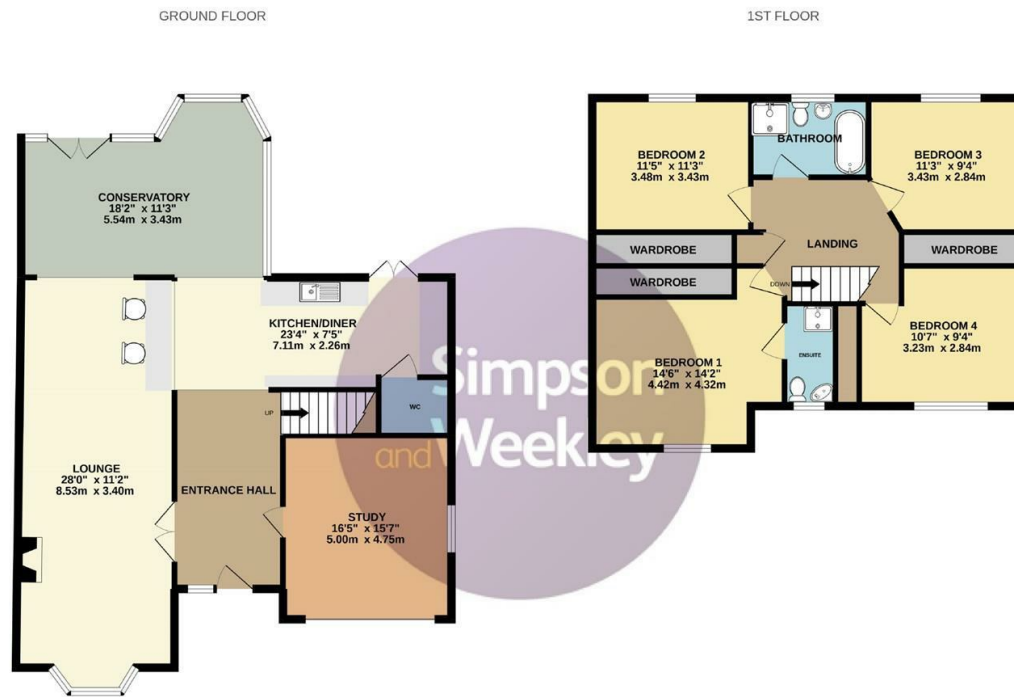 GROUND FLOOR
1ST FLOOR
CONSERVATORY
18'2" x 11'3"
5.54m x 3.43m
KITCHEN/DINER
23'4" x 7'5"
7.11m x 2.26m
WC
UP
LOUNGE
28'0" x 11'2"
8.53m x 3.40m
ENTRANCE HALL
STUDY
16'5" x 15'7"
5.00m x 4.75m
BEDROOM 2
11'5" x 11'3"
3.48m x 3.43m
BATHROOM
BEDROOM 3
11'3" x 9'4"
3.43m x 2.84m
WARDROBE
LANDING
WARDROBE
WARDROBE
DOWN
BEDROOM 1
14'6" x 14'2"
4.42m x 4.32m
ENSUITE
BEDROOM 4
10'7" x 9'4"
3.23m x 2.84m
Simpson
and Weekley